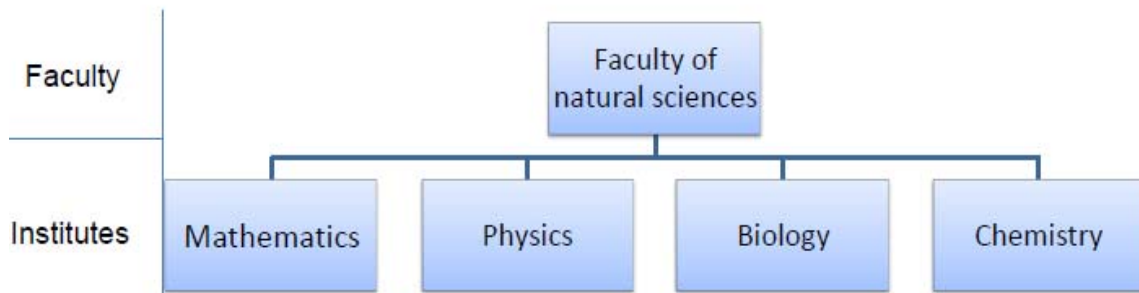 Faculty
Faculty of
natural sciences
Institutes
Mathematics
Physics
Biology
Chemistry